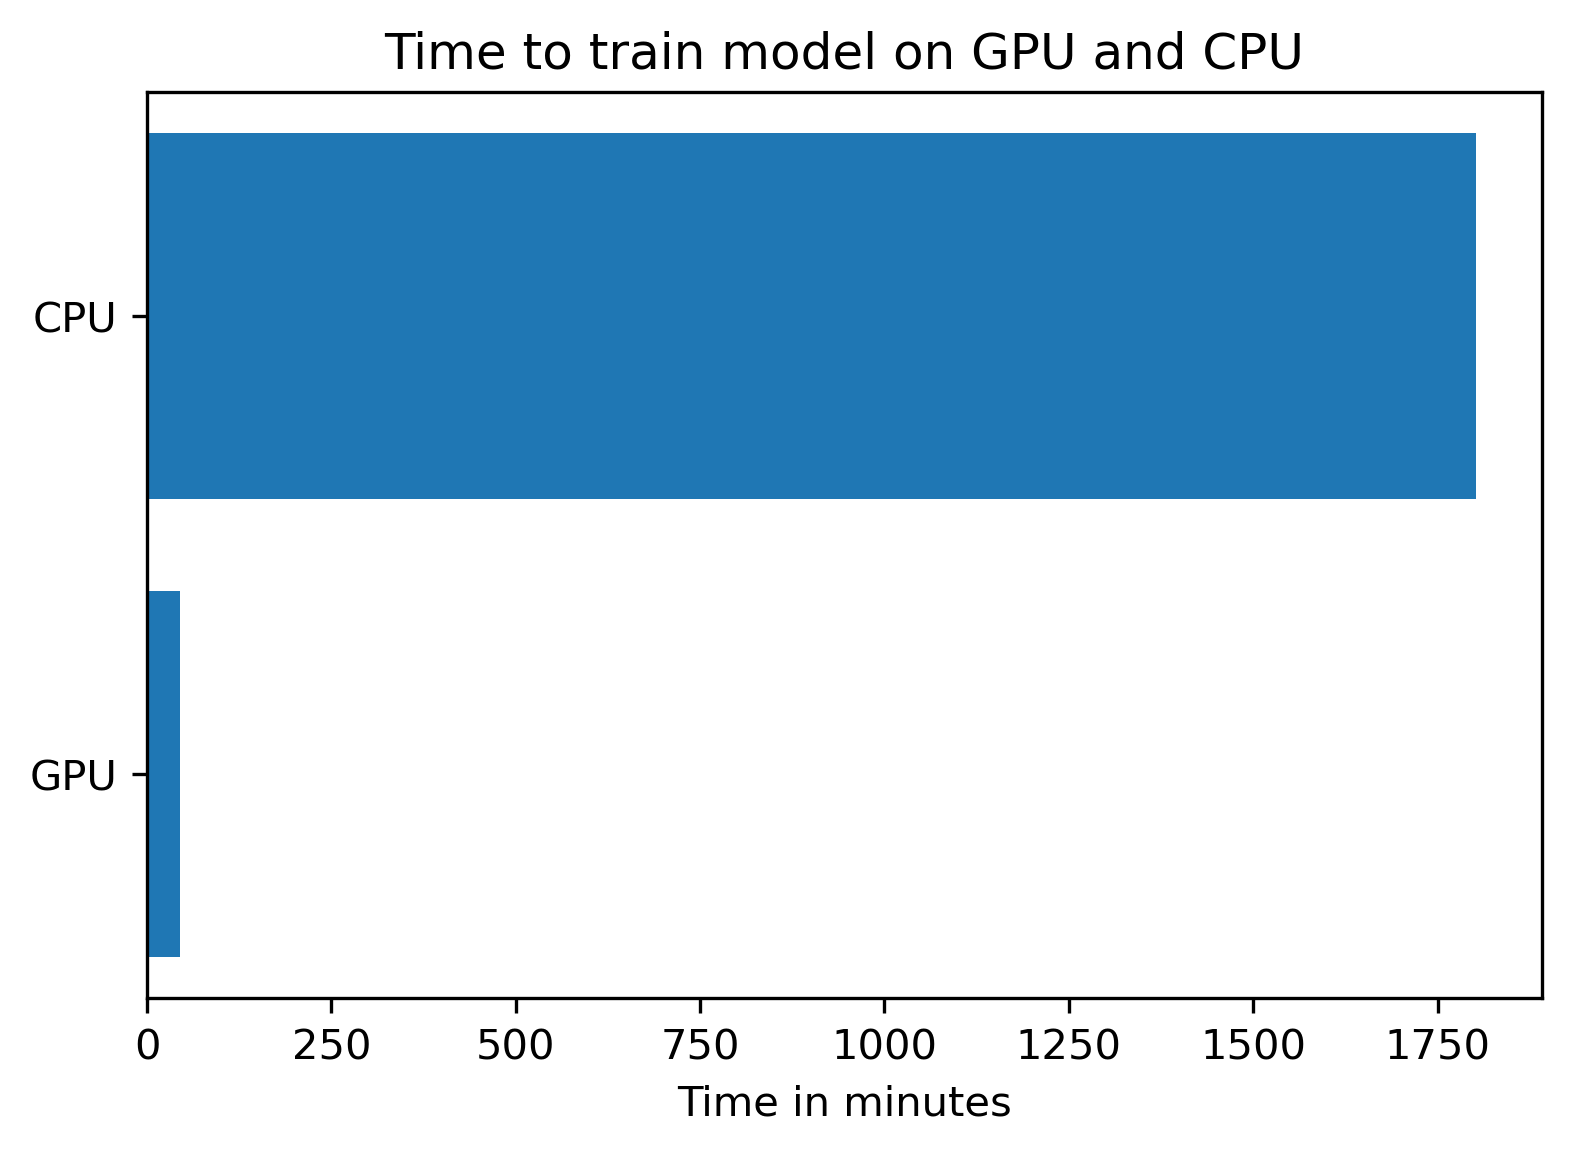 Time to train model on GPU and CPU
CPU
GPU
0 250 500 750 1000 1250 1500 1750
Time in minutes